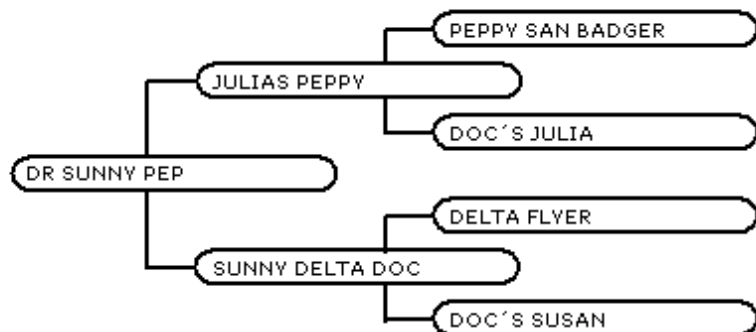 PEPPY SAN BADGER
JULIAS PEPPY
DOC´S JULIA
DR SUNNY PEP
DELTA FLYER
SUNNY DELTA DOC
DOC´S SUSAN